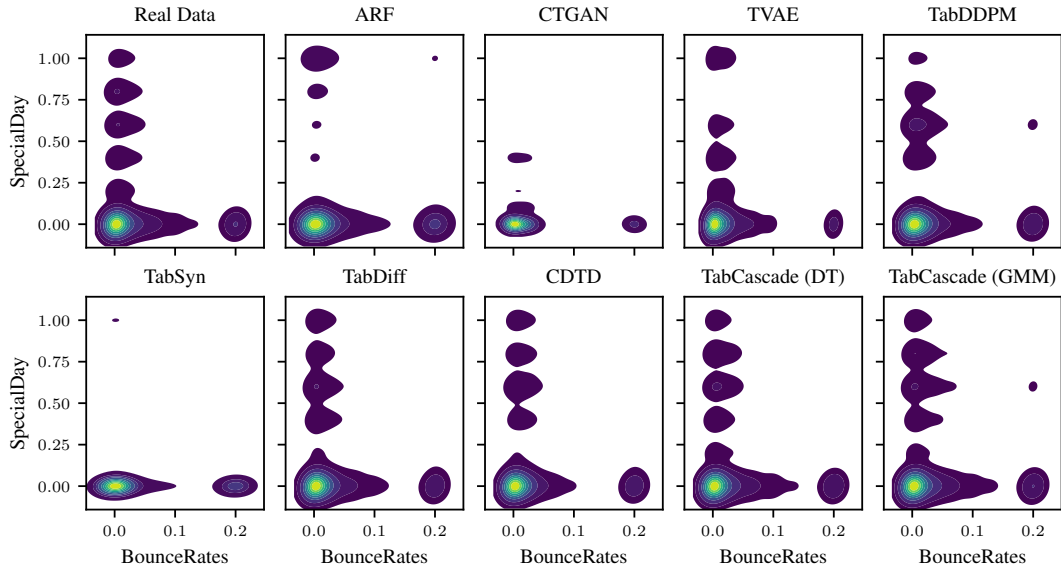 Real Data ARF CTGAN TVAE TabDDPM
1.00
0.75
0.50
0.25
0.00
SpecialDay
0.0 0.1 0.2 0.0 0.1 0.2 0.0 0.1 0.2 0.0 0.1 0.2 0.0 0.1 0.2
TabSyn TabDiff CDTD TabCascade (DT) TabCascade (GMM)
1.00
0.75
0.50
0.25
0.00
SpecialDay
BounceRates BounceRates BounceRates BounceRates BounceRates